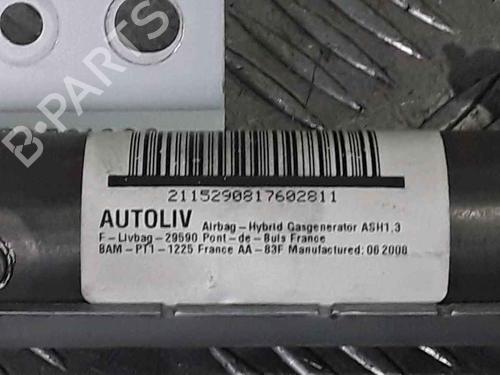 B-PARTS
2115290817602811
AUTOLIV Airbag-Hybrid Gasgenerator ASH1,3
F-Livbag-29590 Pont-de-Buis France
BAM-PT1-1225 France AA-83F Manufactured: 06 2008